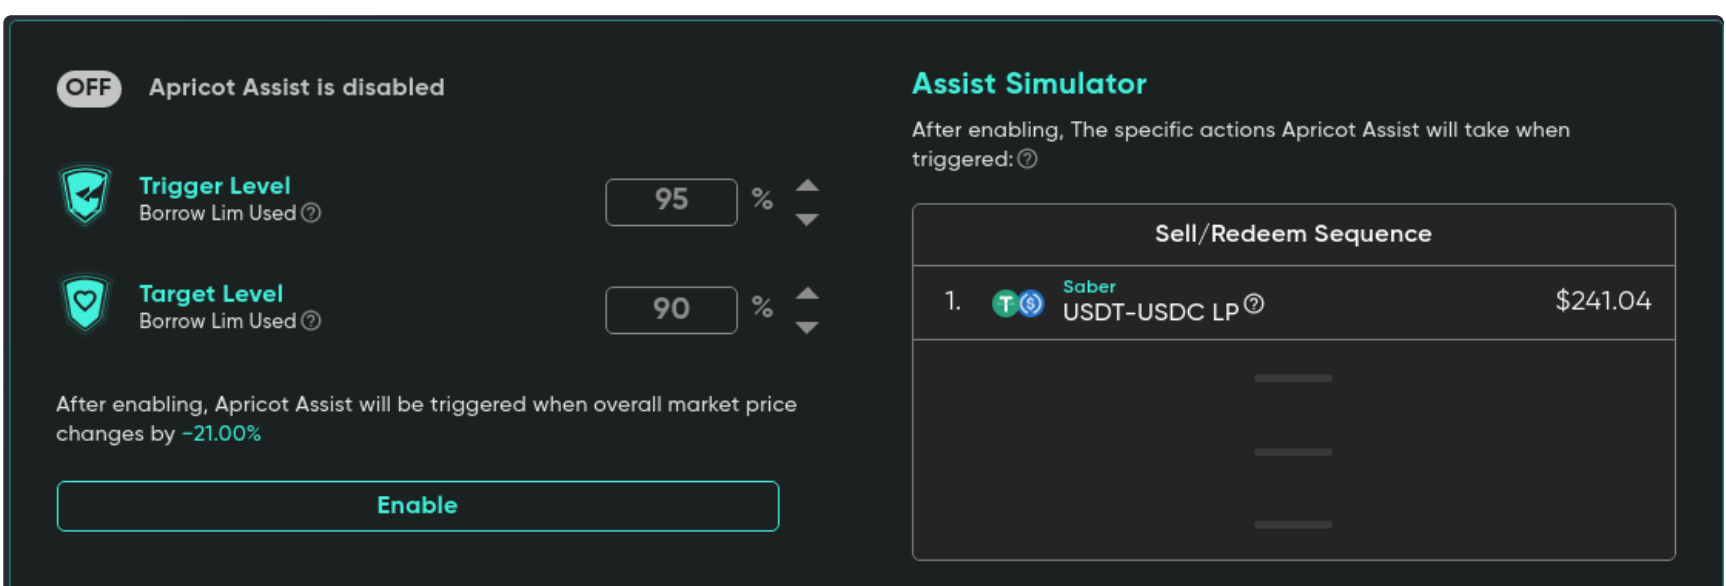 OFF
Apricot Assist is disabled
Trigger Level
Borrow Lim Used ?
95 %
Target Level
Borrow Lim Used ?
90 %
After enabling, Apricot Assist will be triggered when overall market price
changes by -21.00%
Enable
Assist Simulator
After enabling, The specific actions Apricot Assist will take when
triggered: ?
Sell/Redeem Sequence
1.
Saber
USDT-USDC LP ?
$241.04